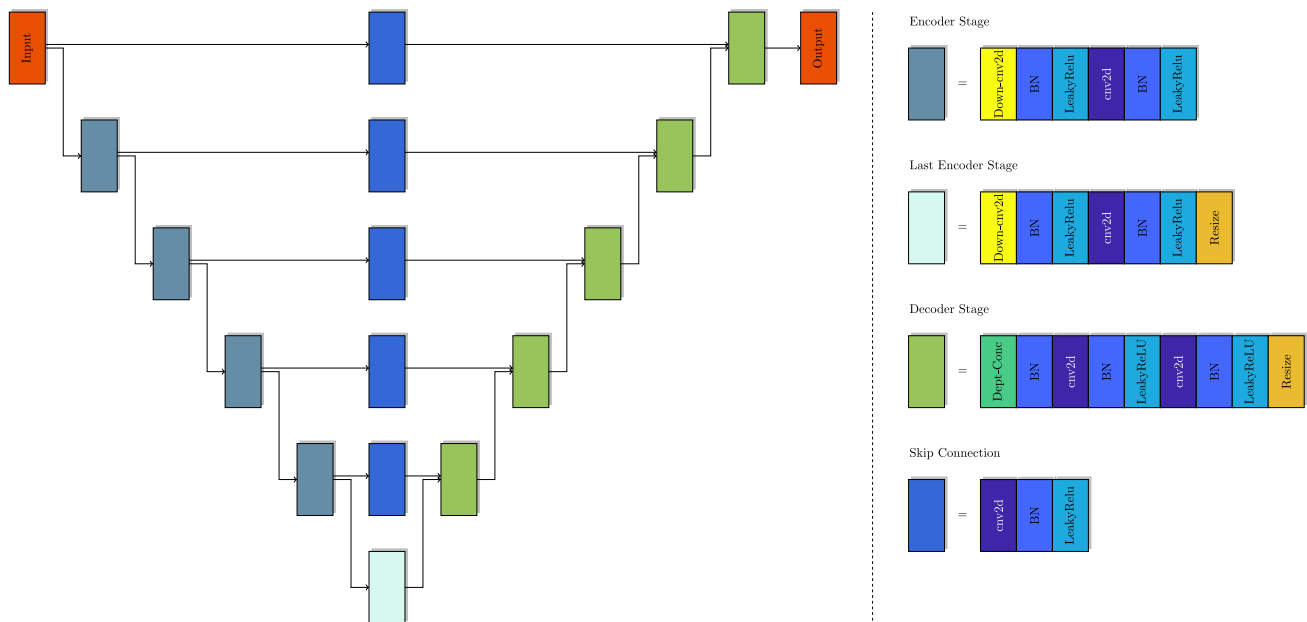 Input
Output
Encoder Stage
=
Down-cnv2d
BN
LeakyRelu
cnv2d
BN
LeakyRelu
Last Encoder Stage
=
Down-cnv2d
BN
LeakyRelu
cnv2d
BN
LeakyRelu
Resize
Decoder Stage
=
Dept-Conc
BN
cnv2d
BN
LeakyReLU
cnv2d
BN
LeakyReLU
Resize
Skip Connection
=
cnv2d
BN
LeakyRelu